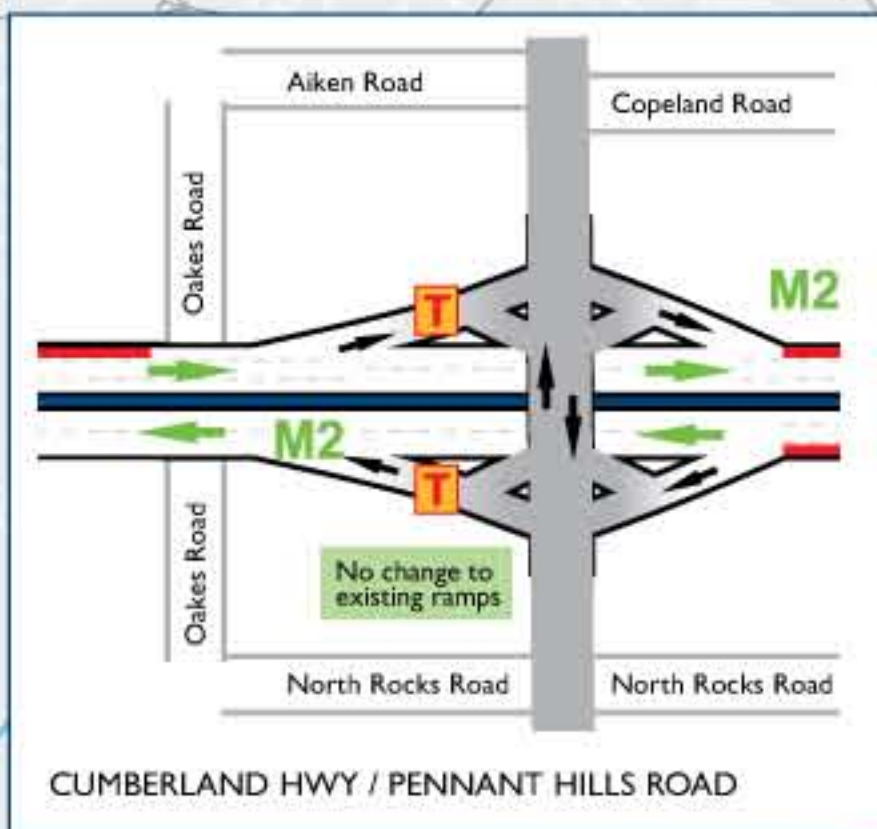 Aiken Road
Copeland Road
Oakes Road
M2
T
M2
T
Oakes Road
No change to
existing ramps
North Rocks Road
North Rocks Road
CUMBERLAND HWY / PENNANT HILLS ROAD